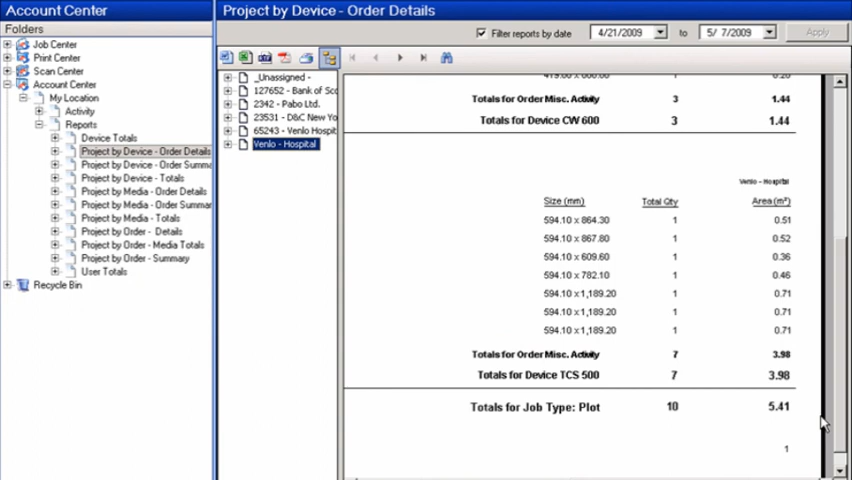 Account Center
Project by Device - Order Details
Folders
Filter reports by date
4/21/2009
to
5/ 7/2009
Apply
Job Center
Print Center
Scan Center
Account Center
My Location
Activity
Reports
Device Totals
Project by Device - Order Details
Project by Device - Order Summa
Project by Device - Totals
Project by Media - Order Details
Project by Media - Order Summar
Project by Media - Totals
Project by Order - Details
Project by Order - Media Totals
Project by Order - Summary
User Totals
Recycle Bin
_Unassigned -
127652 - Bank of Sco
2342 - Pabo Ltd.
23531 - D&C New Yo
65243 - Venlo Hospit
Venlo - Hospital
Totals for Order Misc. Activity 3 1.44
Totals for Device CW 600 3 1.44
Venlo - Hospital
Size (mm) Total Qty Area (m²)
594.10 x 864.30 1 0.51
594.10 x 867.80 1 0.52
594.10 x 609.60 1 0.36
594.10 x 782.10 1 0.46
594.10 x 1,189.20 1 0.71
594.10 x 1,189.20 1 0.71
594.10 x 1,189.20 1 0.71
Totals for Order Misc. Activity 7 3.98
Totals for Device TCS 500 7 3.98
Totals for Job Type: Plot 10 5.41
1